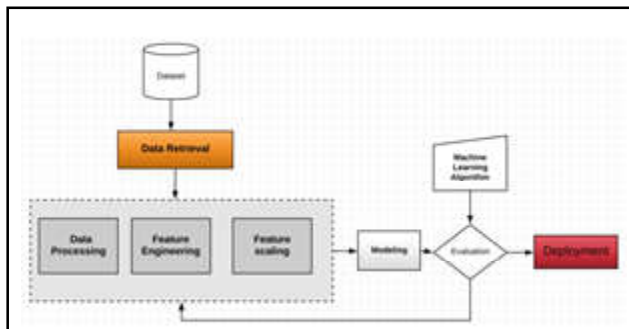 Dataset
Data Retrieval
Machine
Learning
Algorithm
Data
Processing
Feature
Engineering
Feature
scaling
Modeling
Evaluation
Deployment